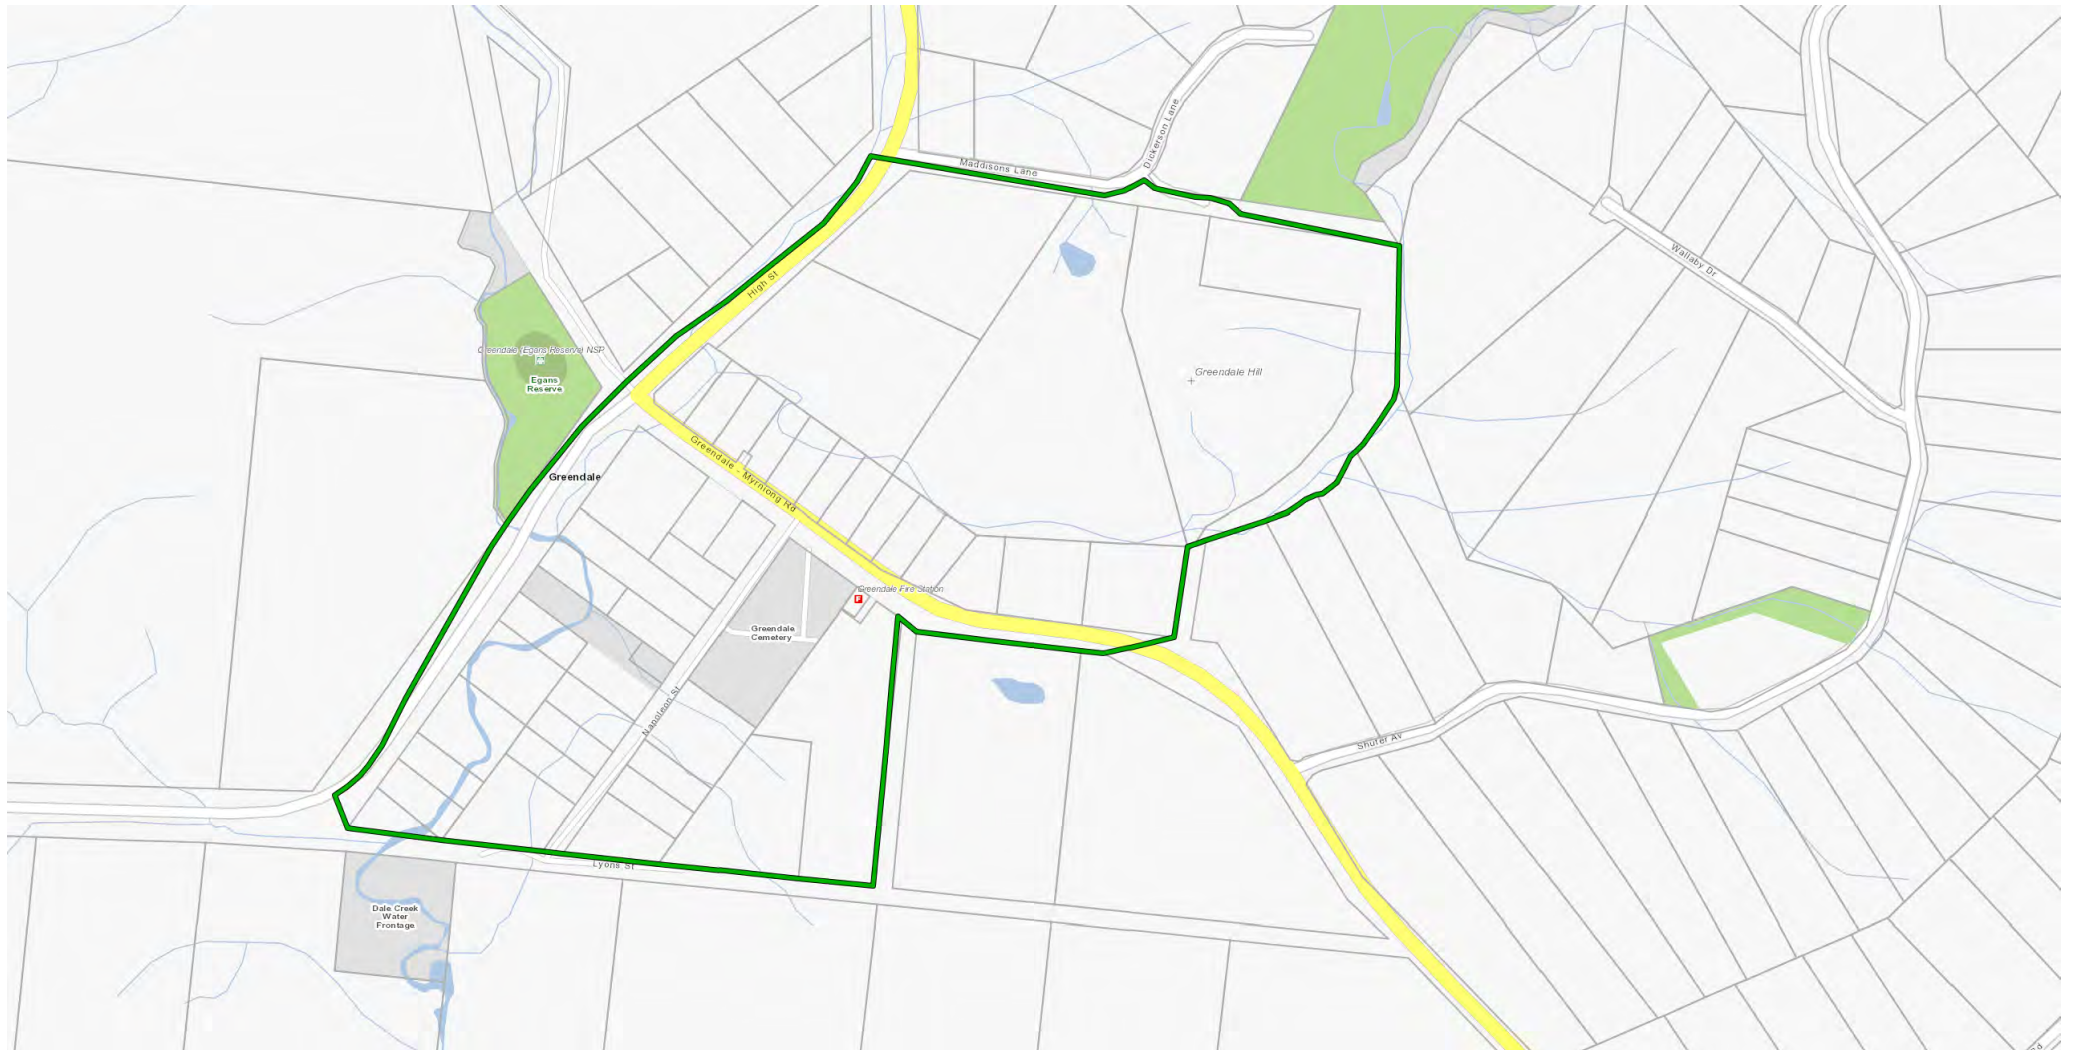 Maddisons Lane
Dickerson Lane
Wallaby Dr
High St
Greendale (Egans Reserve) NSP
Egans
Reserve
Greendale Hill
Greendale - Myrniong Rd
Greendale
Greendale Fire Station
F
Greendale
Cemetery
Napoleon St
Shuter Av
Lyons St
Dale Creek
Water
Frontage
Rd